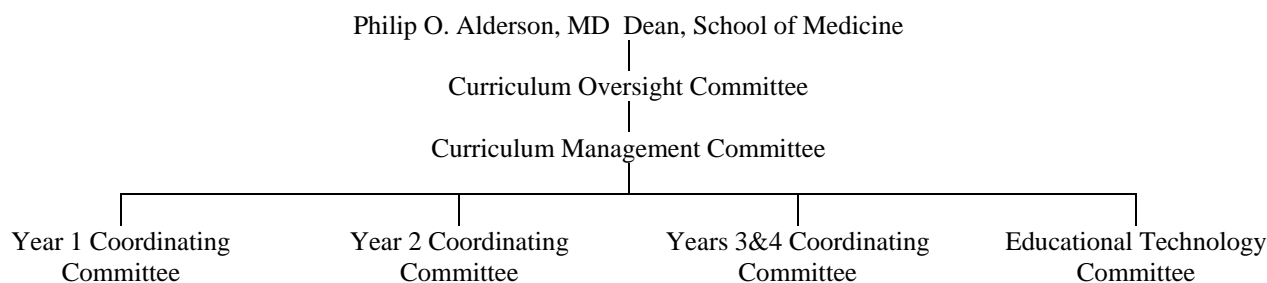 Philip O. Alderson, MD  Dean, School of Medicine
Curriculum Oversight Committee
Curriculum Management Committee
Year 1 Coordinating
Committee
Year 2 Coordinating
Committee
Years 3&4 Coordinating
Committee
Educational Technology
Committee